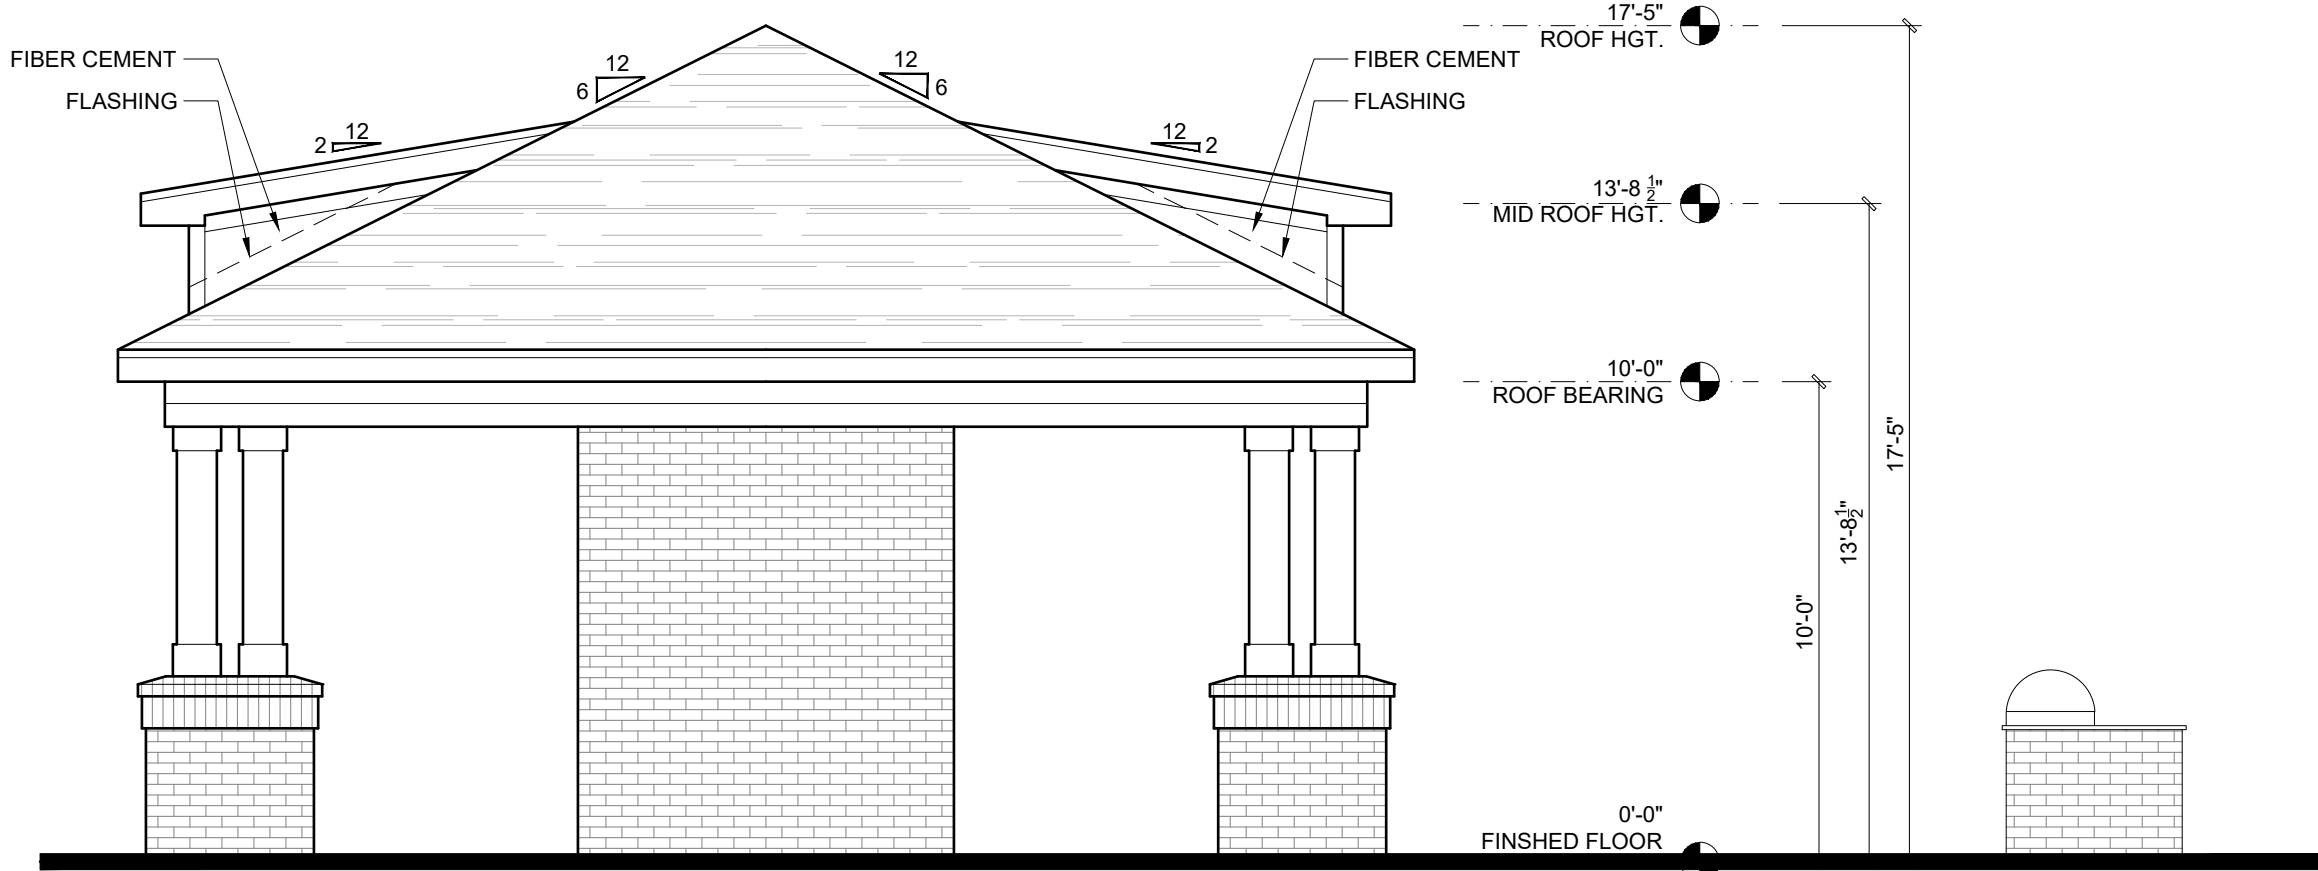 FIBER CEMENT
FLASHING
2
12
6
12
12
6
12
2
FIBER CEMENT
FLASHING
17'-5"
ROOF HGT.
13'-8 1/2"
MID ROOF HGT.
10'-0"
ROOF BEARING
0'-0"
FINSHED FLOOR
10'-0"
13'-8 1/2"
17'-5"